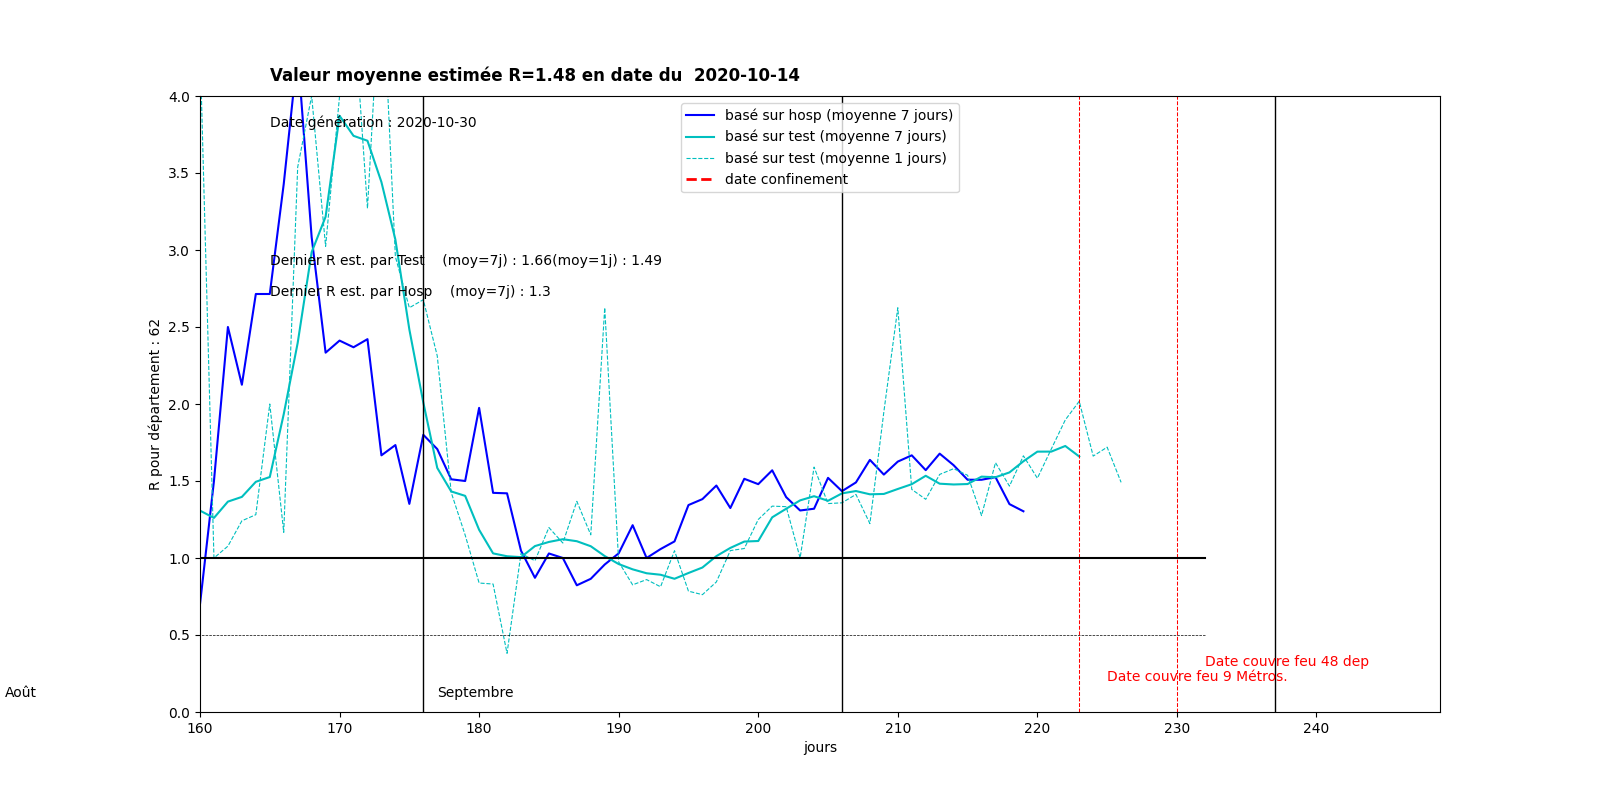 Valeur moyenne estimée R=1.48 en date du  2020-10-14
4.0
Date génération : 2020-10-30
basé sur hosp (moyenne 7 jours)
basé sur test (moyenne 7 jours)
basé sur test (moyenne 1 jours)
date confinement
3.5
3.0
Dernier R est. par Test    (moy=7j) : 1.66(moy=1j) : 1.49
Dernier R est. par Hosp    (moy=7j) : 1.3
2.5
R pour département : 62
2.0
1.5
1.0
0.5
Date couvre feu 48 dep
Date couvre feu 9 Métros.
Août
Septembre
0.0
160 170 180 190 200 210 220 230 240
jours